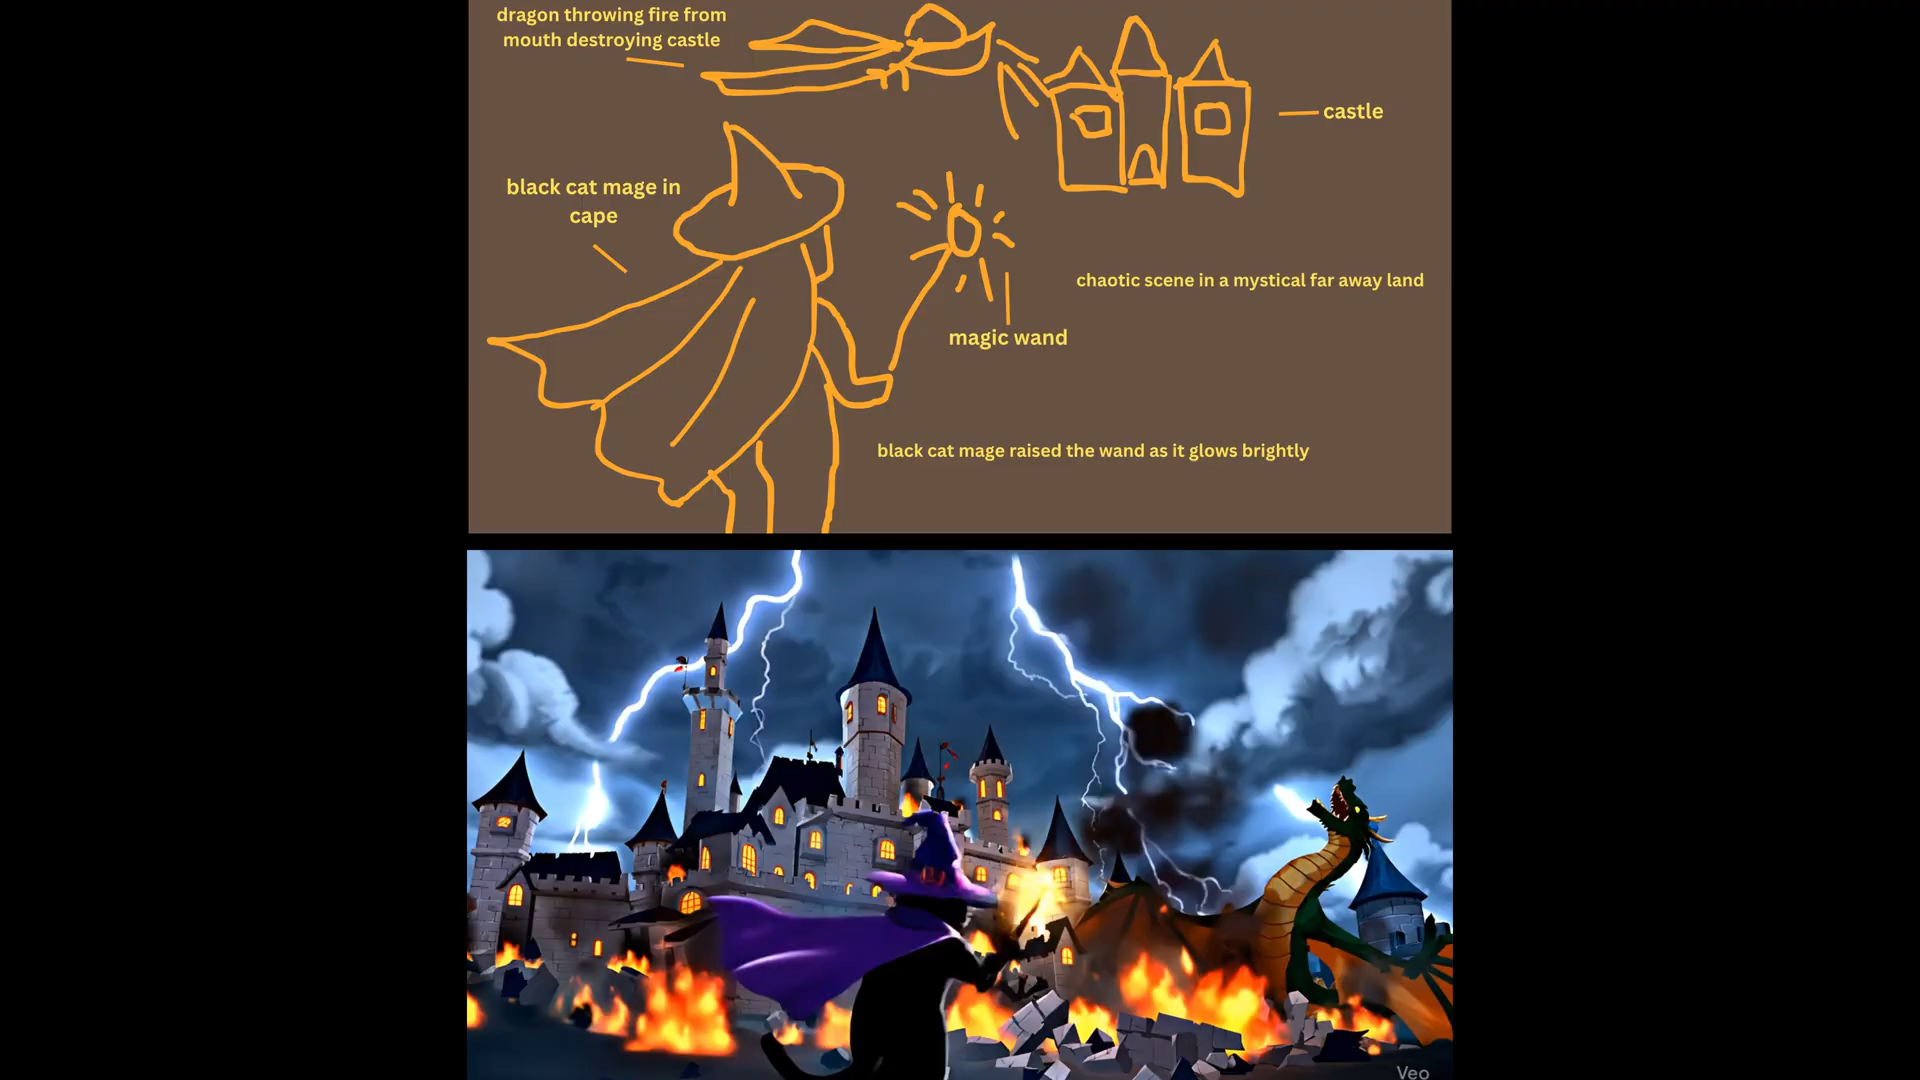 dragon throwing fire from
mouth destroying castle
castle
black cat mage in
cape
chaotic scene in a mystical far away land
magic wand
black cat mage raised the wand as it glows brightly
Veo